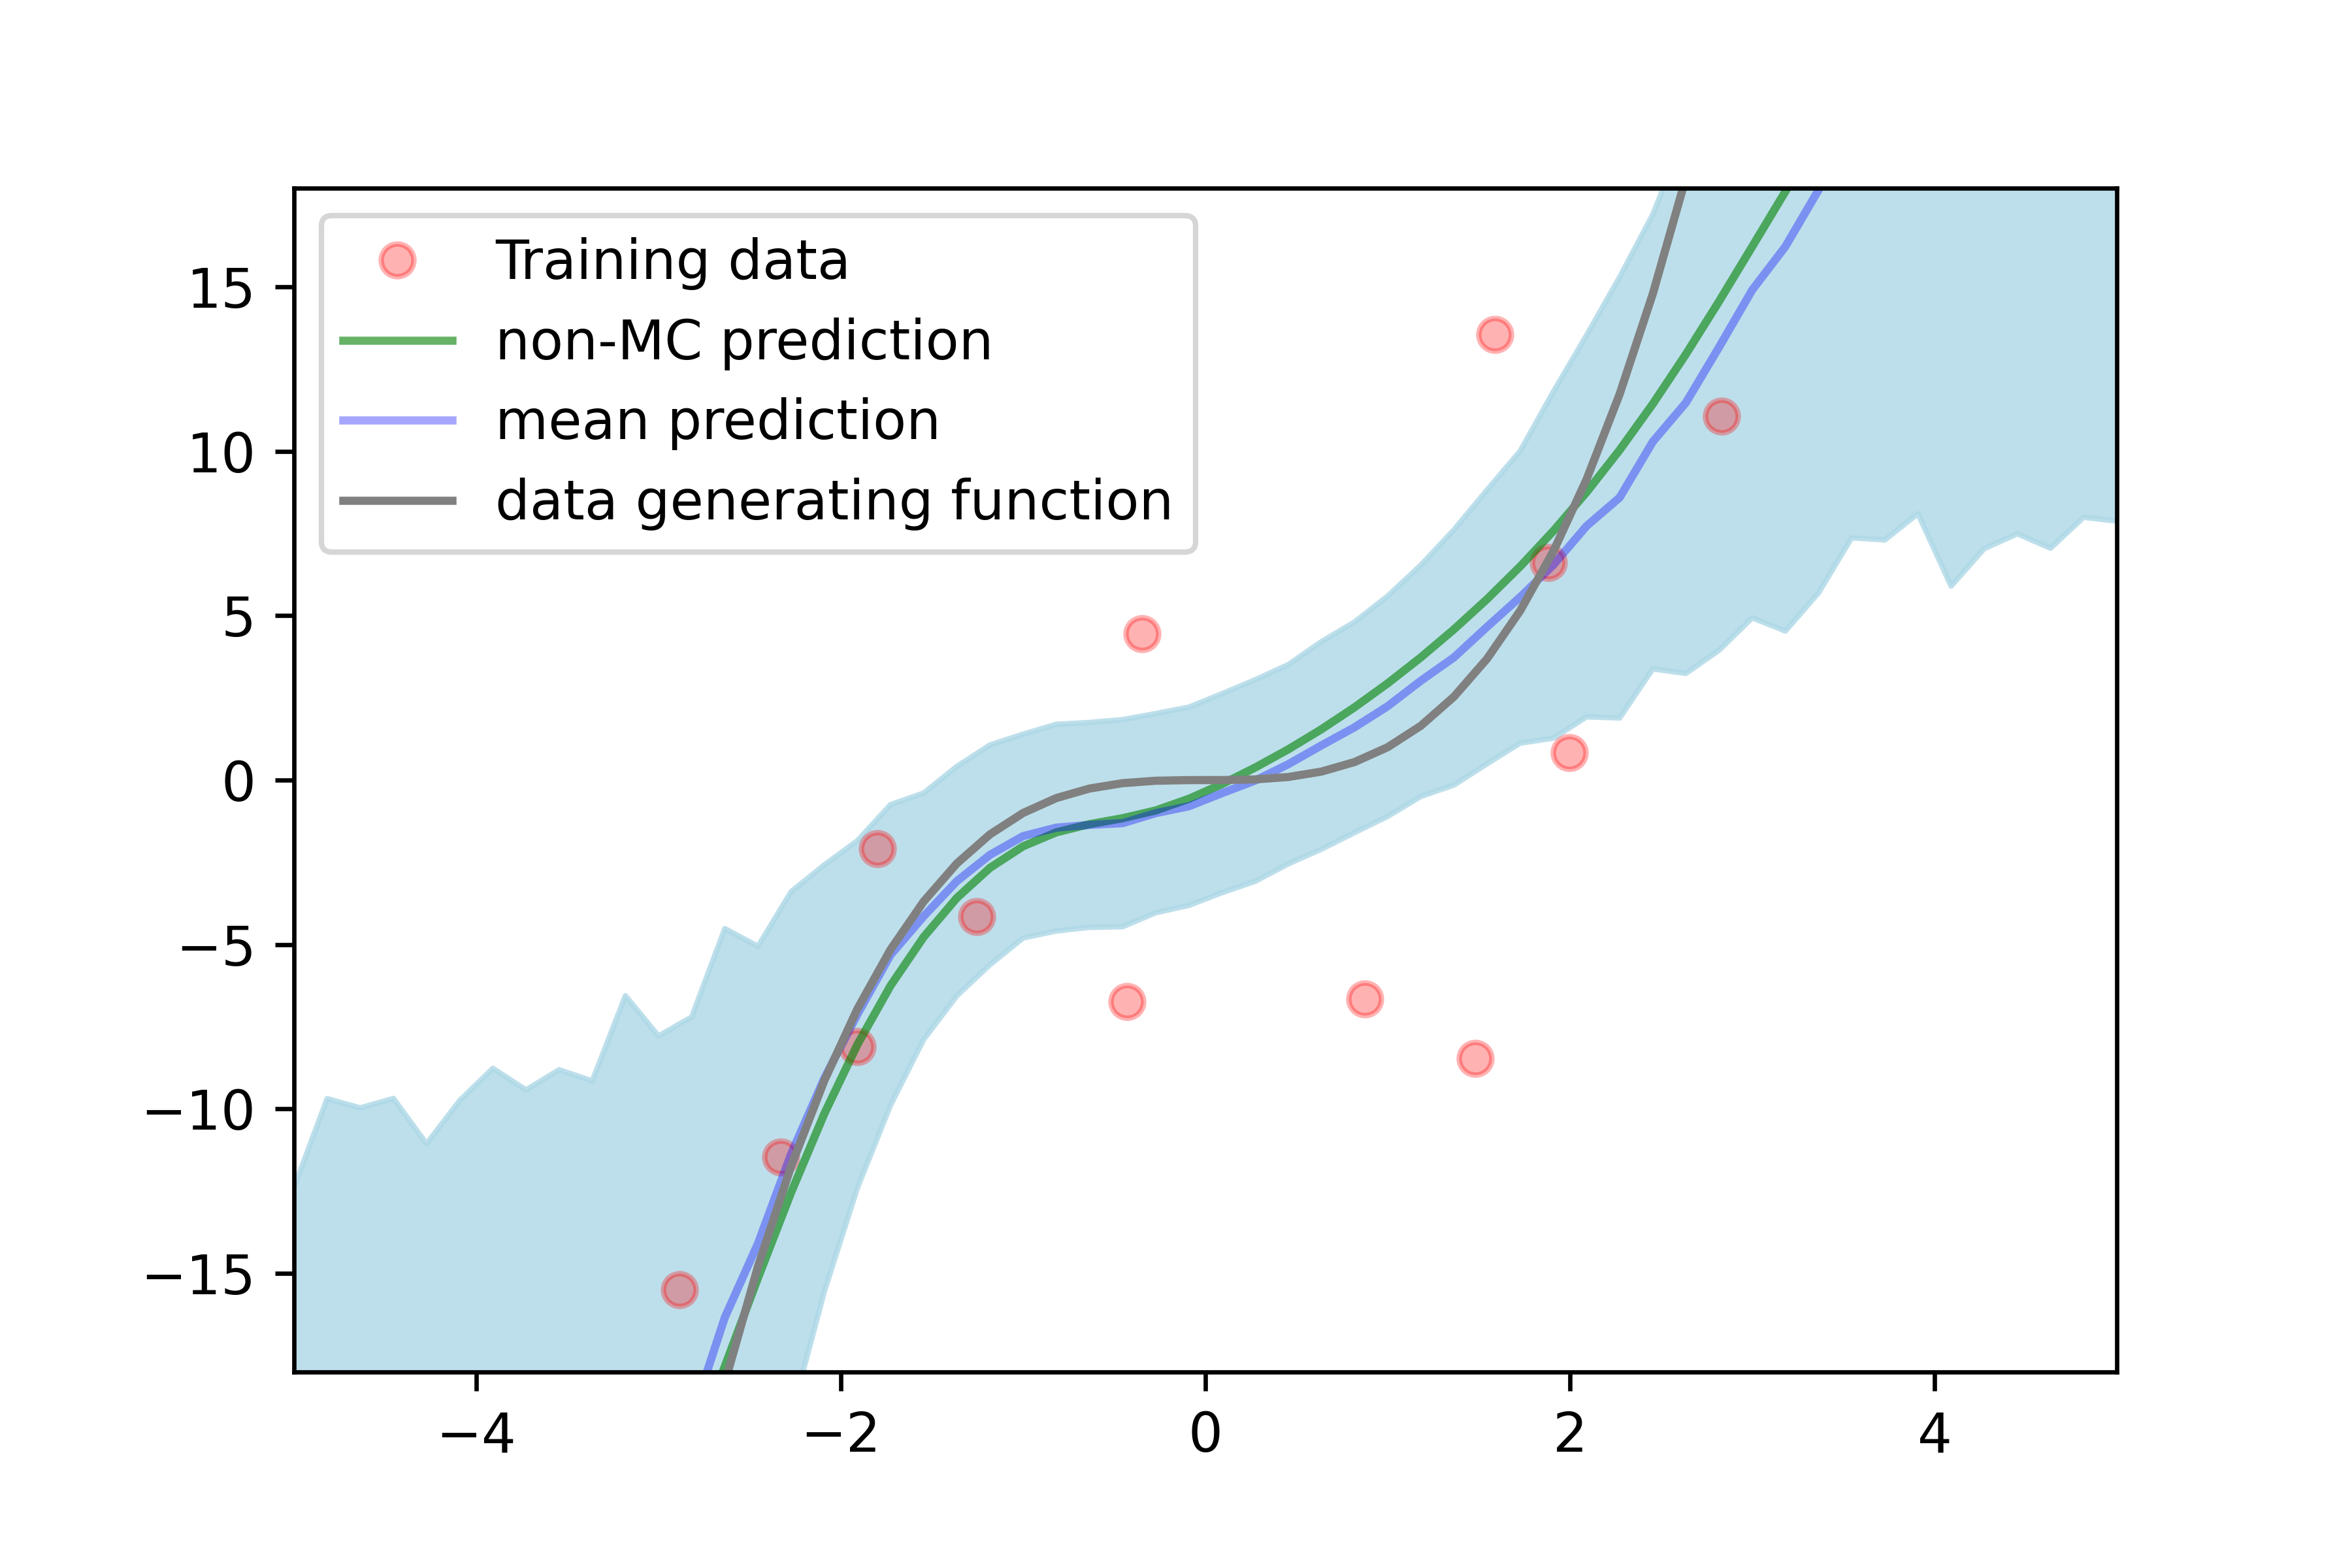 Training data
non-MC prediction
mean prediction
data generating function
15
10
5
0
−5
−10
−15
−4 −2 0 2 4